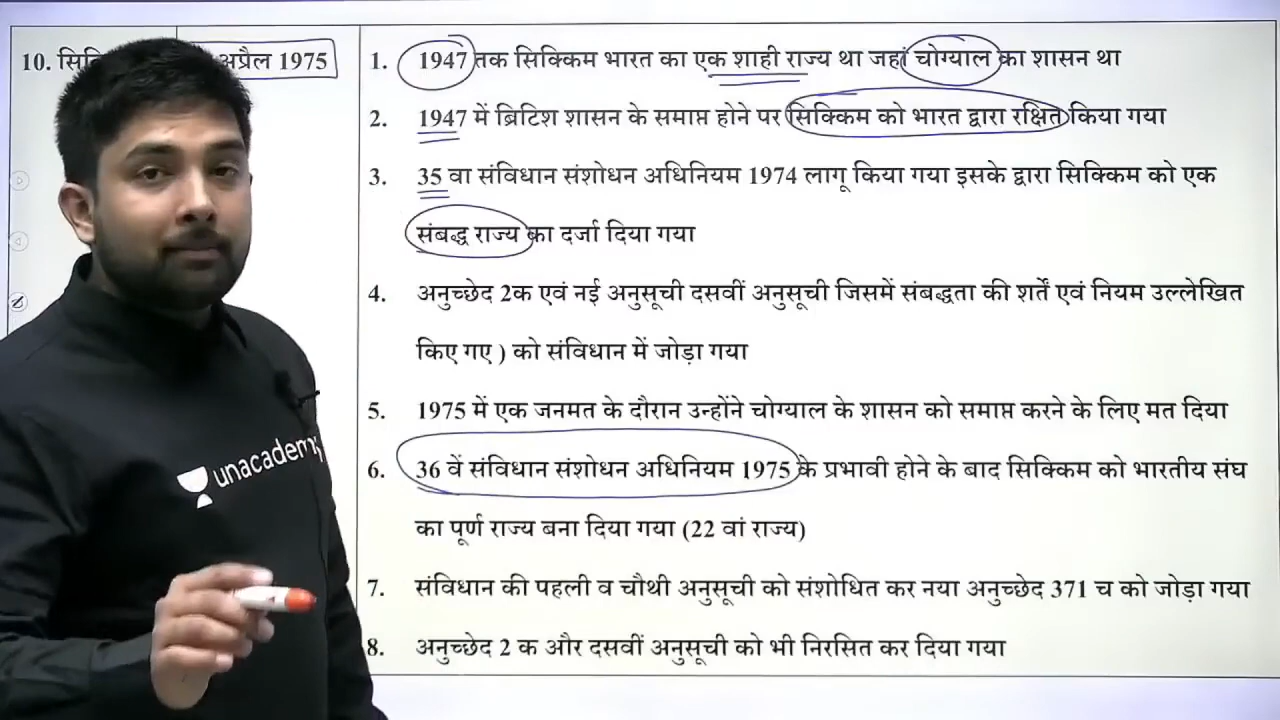 10. सिक्
अप्रैल 1975
1. 1947 तक सिक्किम भारत का एक शाही राज्य था जहां चोग्याल का शासन था
2. 1947 में ब्रिटिश शासन के समाप्त होने पर सिक्किम को भारत द्वारा रक्षित किया गया
3. 35 वा संविधान संशोधन अधिनियम 1974 लागू किया गया इसके द्वारा सिक्किम को एक
संबद्ध राज्य का दर्जा दिया गया
4. अनुच्छेद 2क एवं नई अनुसूची दसवीं अनुसूची जिसमें संबद्धता की शर्तें एवं नियम उल्लेखित
किए गए ) को संविधान में जोड़ा गया
5. 1975 में एक जनमत के दौरान उन्होंने चोग्याल के शासन को समाप्त करने के लिए मत दिया
6. 36 वें संविधान संशोधन अधिनियम 1975 के प्रभावी होने के बाद सिक्किम को भारतीय संघ
का पूर्ण राज्य बना दिया गया (22 वां राज्य)
7. संविधान की पहली व चौथी अनुसूची को संशोधित कर नया अनुच्छेद 371 च को जोड़ा गया
8. अनुच्छेद 2 क और दसवीं अनुसूची को भी निरसित कर दिया गया
unacademy